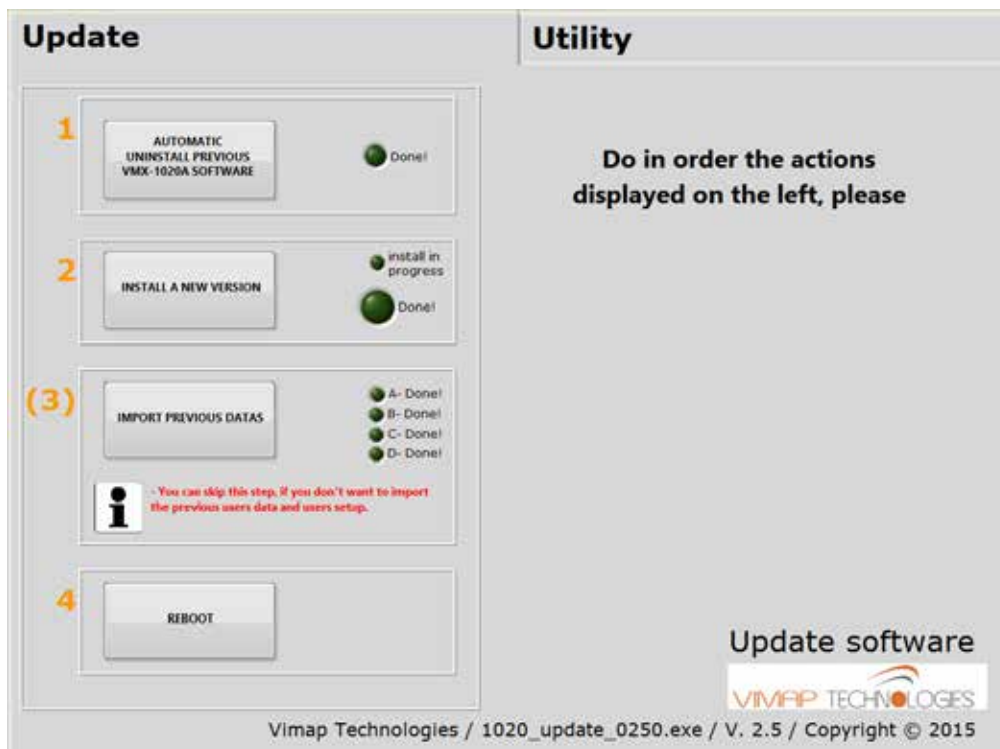 Update
Utility
1
AUTOMATIC
UNINSTALL PREVIOUS
VMX-1020A SOFTWARE
Done!
Do in order the actions
displayed on the left, please
2
INSTALL A NEW VERSION
install in
progress
Done!
(3)
IMPORT PREVIOUS DATAS
A- Done!
B- Done!
C- Done!
D- Done!
i
- You can skip this step, if you don't want to import
the previous users data and users setup.
4
REBOOT
Update software
VIMAP TECHNOLOGIES
Vimap Technologies / 1020_update_0250.exe / V. 2.5 / Copyright © 2015